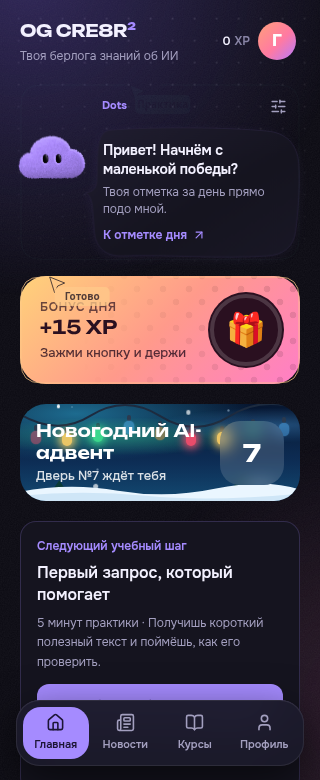 OG CRE8R²
Твоя берлога знаний об ИИ
0 XP
Г
Dots
Привет! Начнём с
маленькой победы?
Твоя отметка за день прямо
подо мной.
К отметке дня ↗
Готово
БОНУС ДНЯ
+15 XP
Зажми кнопку и держи
Новогодний AI-
адвент
Дверь №7 ждёт тебя
7
Следующий учебный шаг
Первый запрос, который
помогает
5 минут практики · Получишь короткий
полезный текст и поймёшь, как его
проверить.
Главная
Новости
Курсы
Профиль